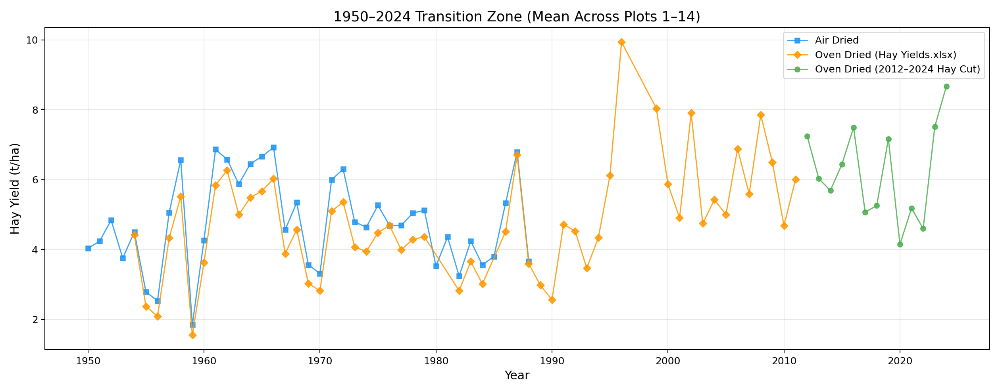 1950–2024 Transition Zone (Mean Across Plots 1–14)
Air Dried
Oven Dried (Hay Yields.xlsx)
Oven Dried (2012–2024 Hay Cut)
Hay Yield (t/ha)
10
8
6
4
2
1950 1960 1970 1980 1990 2000 2010 2020
Year